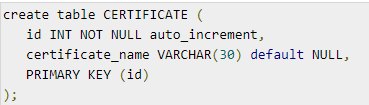 create table CERTIFICATE (
   id INT NOT NULL auto_increment,
   certificate_name VARCHAR(30) default NULL,
   PRIMARY KEY (id)
);